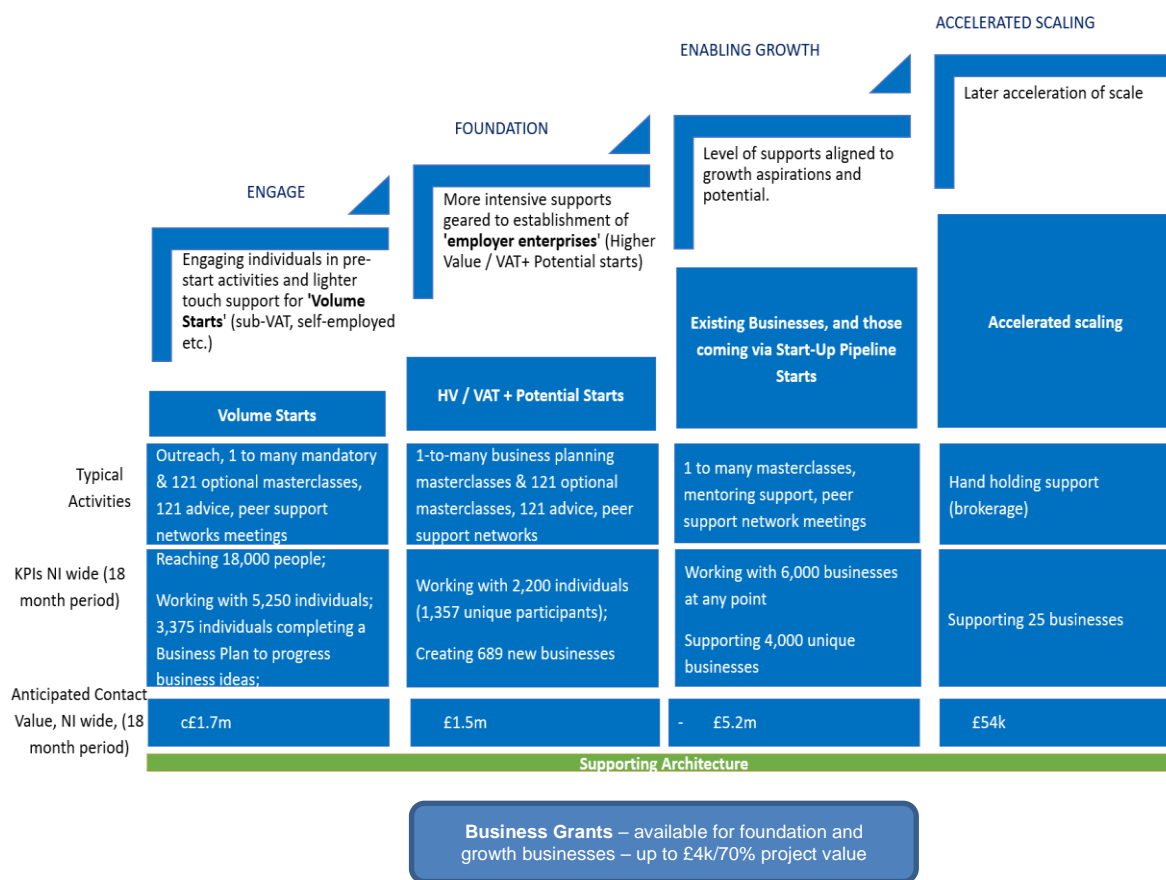 ACCELERATED SCALING
Later acceleration of scale
ENABLING GROWTH
Level of supports aligned to
growth aspirations and
potential.
FOUNDATION
More intensive supports
geared to establishment of
'employer enterprises' (Higher
Value / VAT+ Potential starts)
ENGAGE
Engaging individuals in pre-
start activities and lighter
touch support for 'Volume
Starts' (sub-VAT, self-employed
etc.)
Volume Starts
HV / VAT + Potential Starts
Existing Businesses, and those
coming via Start-Up Pipeline
Starts
Accelerated scaling
Typical
Activities
Outreach, 1 to many mandatory
& 121 optional masterclasses,
121 advice, peer support
networks meetings
1-to-many business planning
masterclasses & 121 optional
masterclasses, 121 advice, peer
support networks
1 to many masterclasses,
mentoring support, peer
support network meetings
Hand holding support
(brokerage)
KPIs NI wide (18
month period)
Reaching 18,000 people;
Working with 5,250 individuals;
3,375 individuals completing a
Business Plan to progress
business ideas;
Working with 2,200 individuals
(1,357 unique participants);
Creating 689 new businesses
Working with 6,000 businesses
at any point
Supporting 4,000 unique
businesses
Supporting 25 businesses
Anticipated Contact
Value, NI wide, (18
month period)
c£1.7m
£1.5m
- £5.2m
£54k
Supporting Architecture
Business Grants – available for foundation and
growth businesses – up to £4k/70% project value